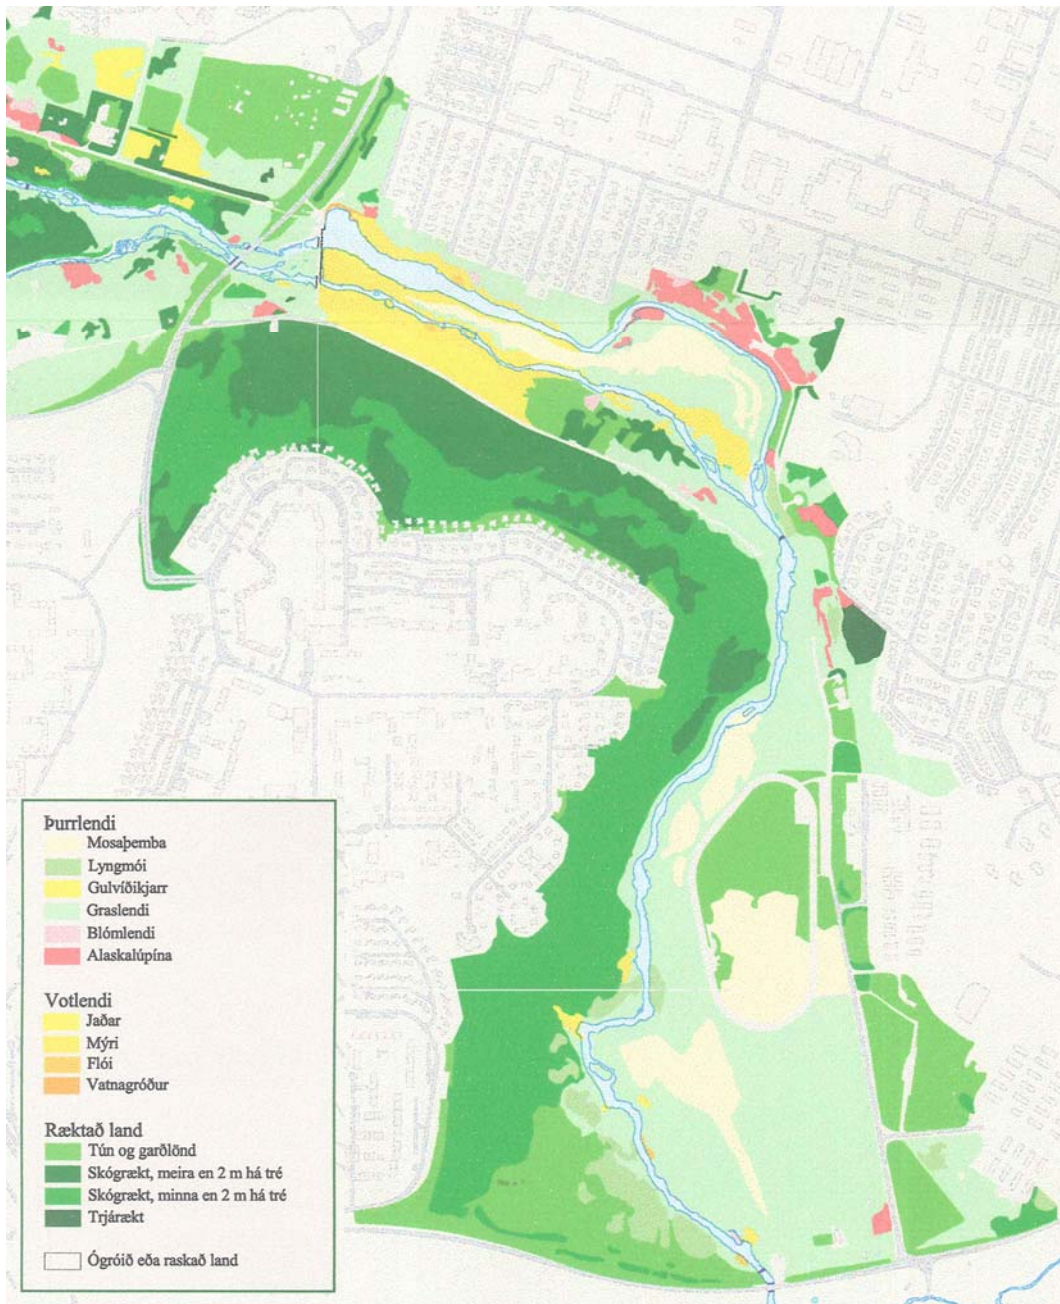 Þurrlendi
Mosaþemba
Lyngmói
Gulvíðikjarr
Graslendi
Blómlendi
Alaskalúpína
Votlendi
Jaðar
Mýri
Flói
Vatnagróður
Ræktað land
Tún og garðlönd
Skógrækt, meira en 2 m há tré
Skógrækt, minna en 2 m há tré
Trjárækt
Ógróið eða raskað land